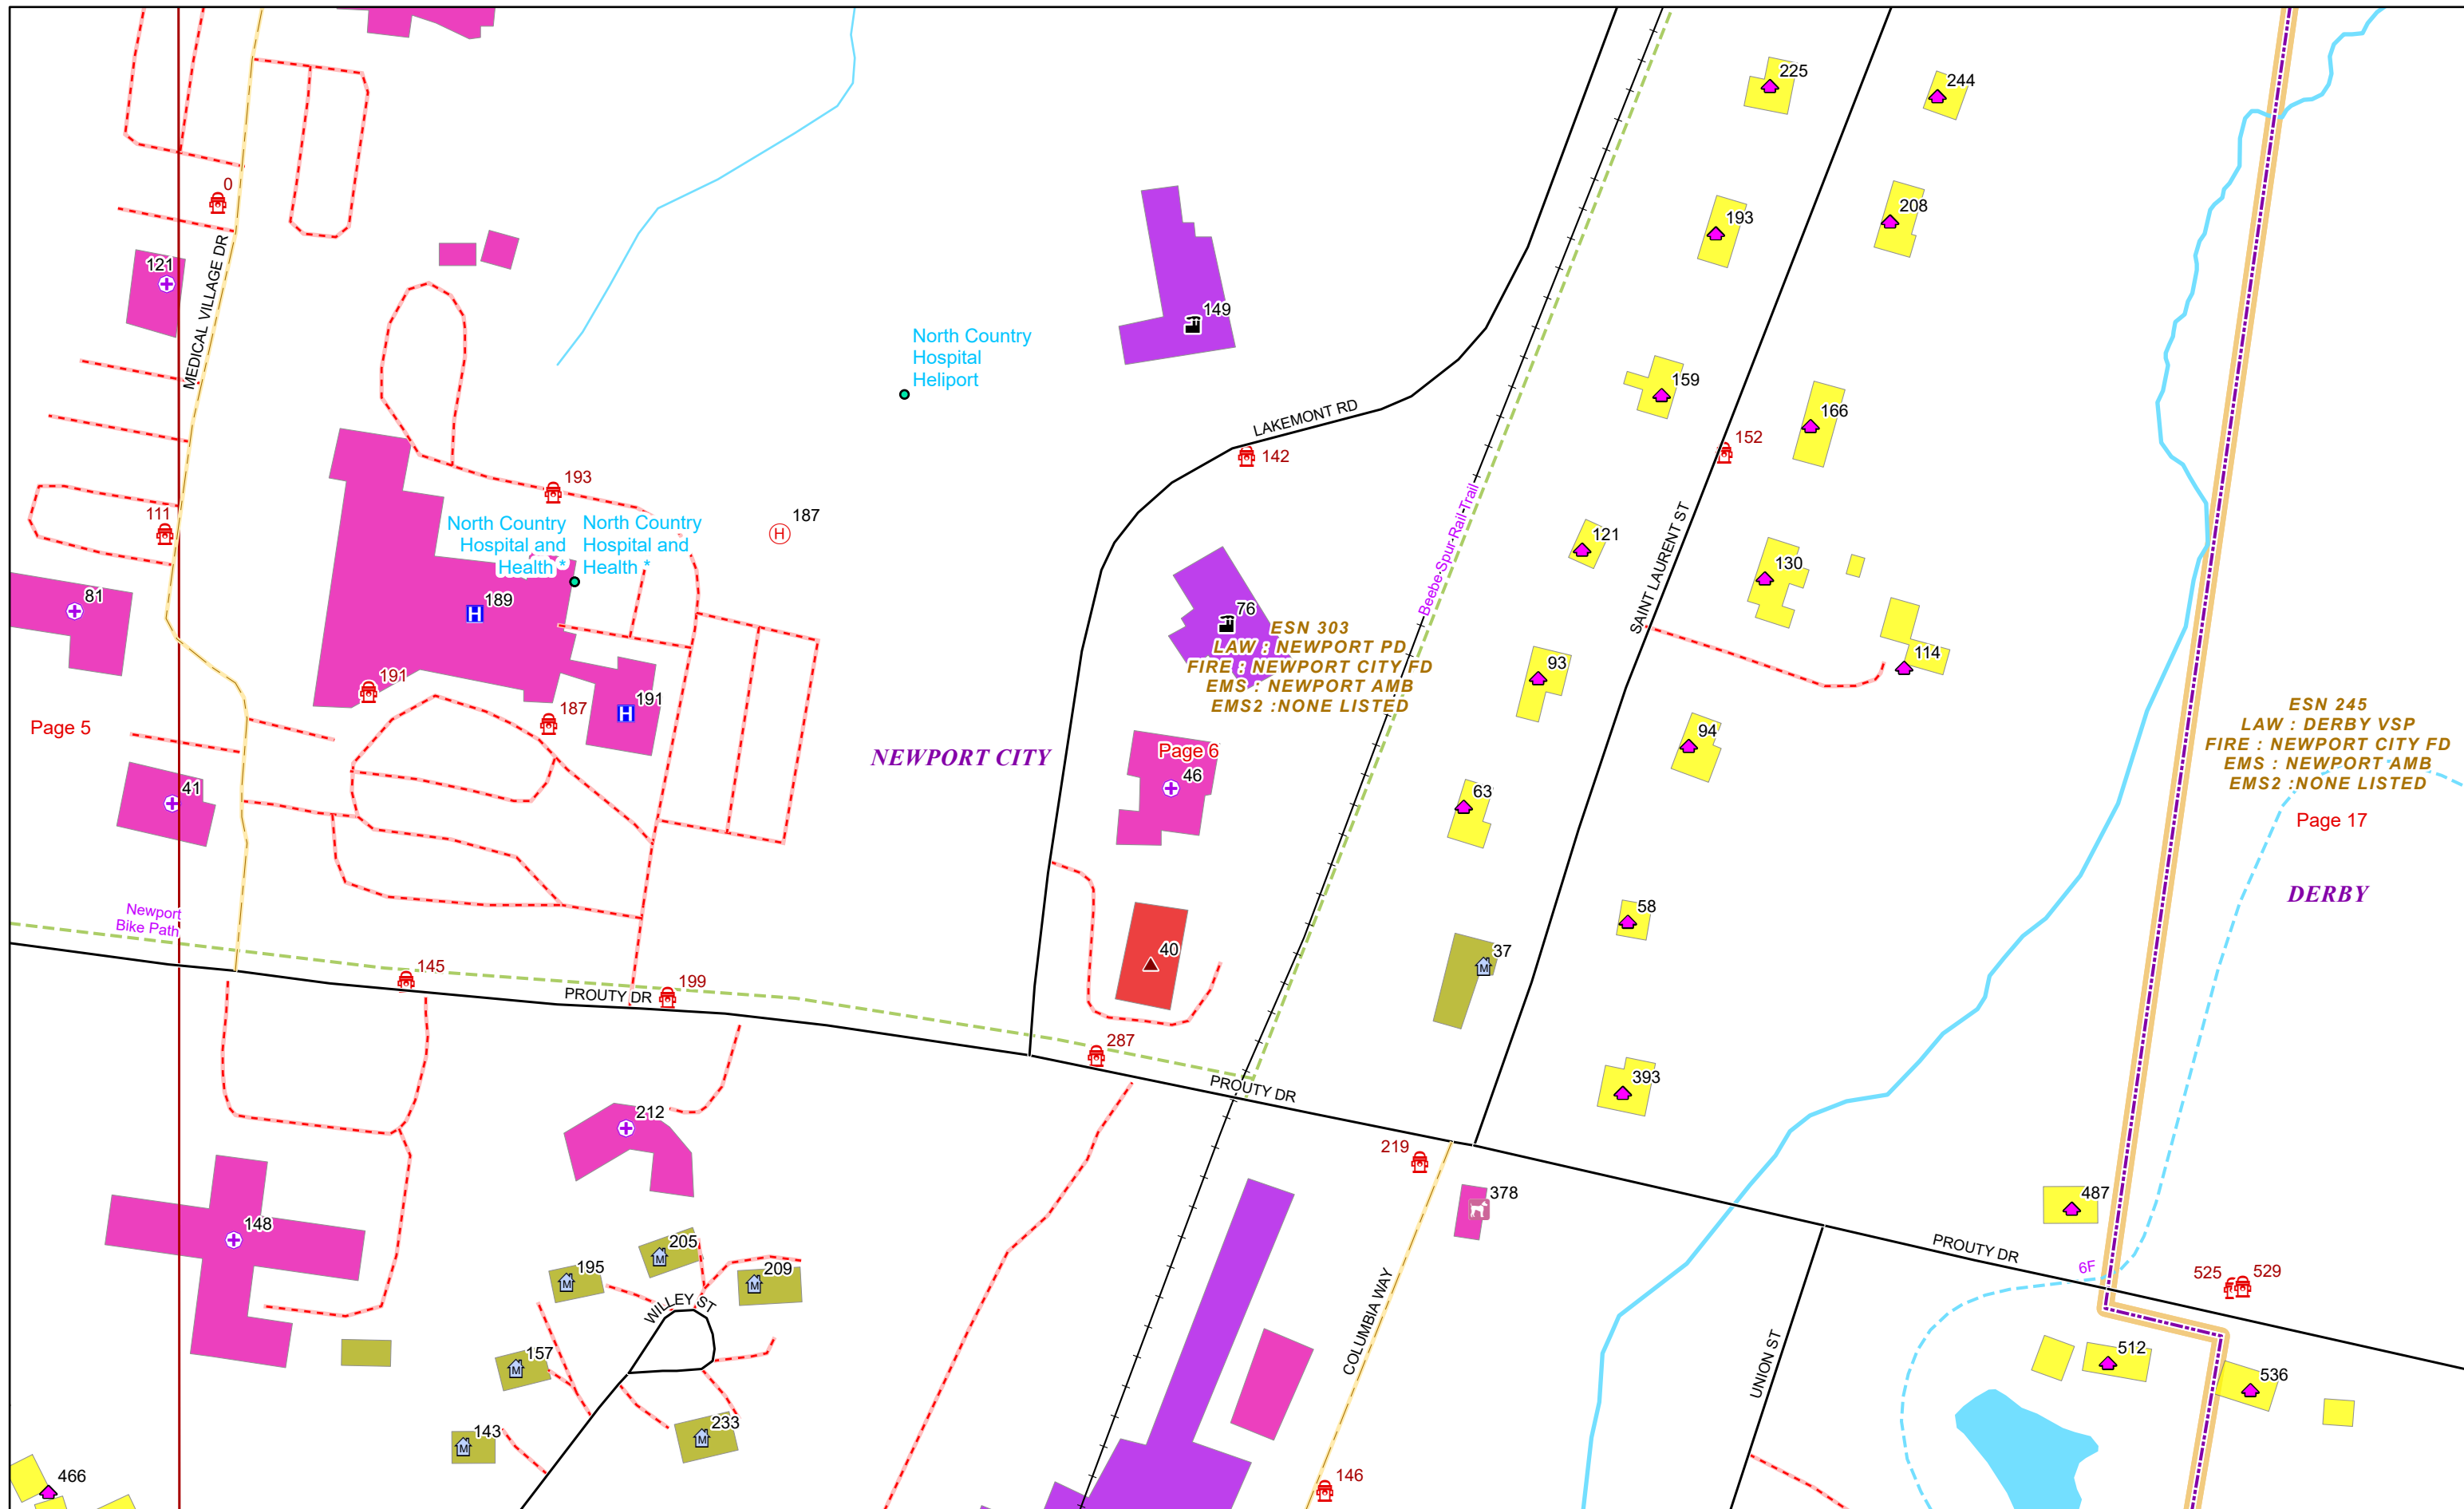 225
244
0
193
208
121
MEDICAL VILLAGE DR
149
North Country
Hospital
Heliport
159
166
LAKEMONT RD
142
152
193
111
North Country
Hospital and
Health *
North Country
Hospital and
Health *
187
Beebe-Spur-Rail-Trail
SAINT LAURENT ST
121
130
81
189
76
ESN 303
LAW : NEWPORT PD
FIRE : NEWPORT CITY FD
EMS : NEWPORT AMB
EMS2 :NONE LISTED
93
114
191
187
191
Page 5
NEWPORT CITY
Page 6
46
94
ESN 245
LAW : DERBY VSP
FIRE : NEWPORT CITY FD
EMS : NEWPORT AMB
EMS2 :NONE LISTED
41
63
Page 17
DERBY
Newport
Bike Path
58
40
37
145
199
PROUTY DR
287
PROUTY DR
393
212
219
148
378
487
205
195
209
PROUTY DR
6F
525
529
WILLEY ST
COLUMBIA WAY
UNION ST
157
512
536
143
233
466
146